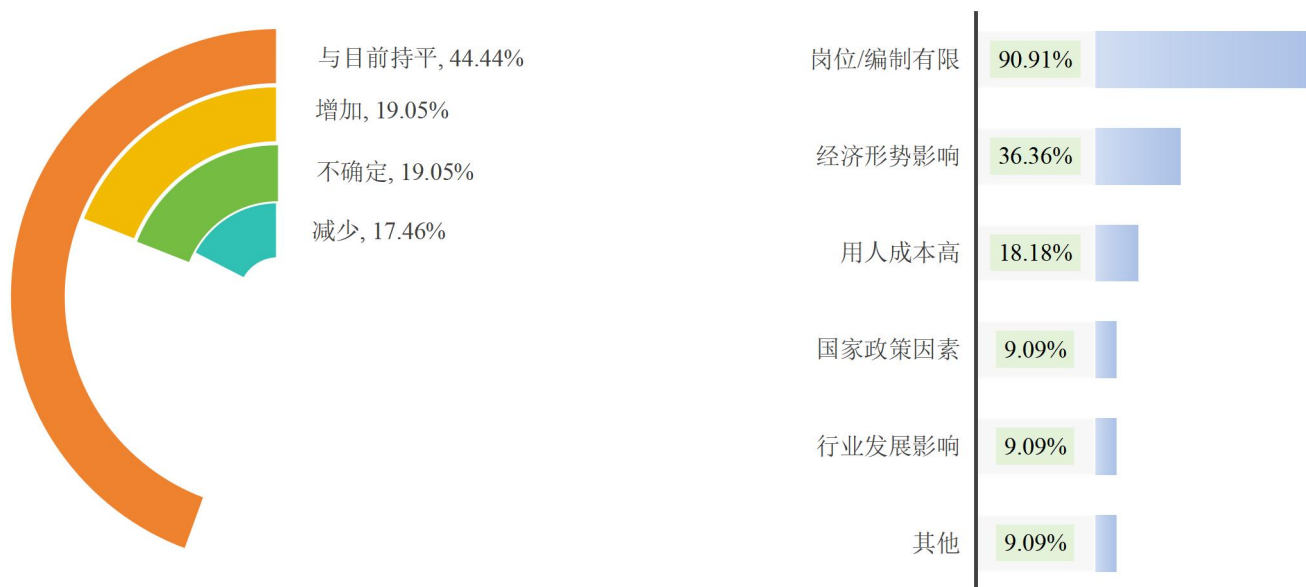 与目前持平, 44.44%
增加, 19.05%
不确定, 19.05%
减少, 17.46%
岗位/编制有限 90.91%
经济形势影响 36.36%
用人成本高 18.18%
国家政策因素 9.09%
行业发展影响 9.09%
其他 9.09%